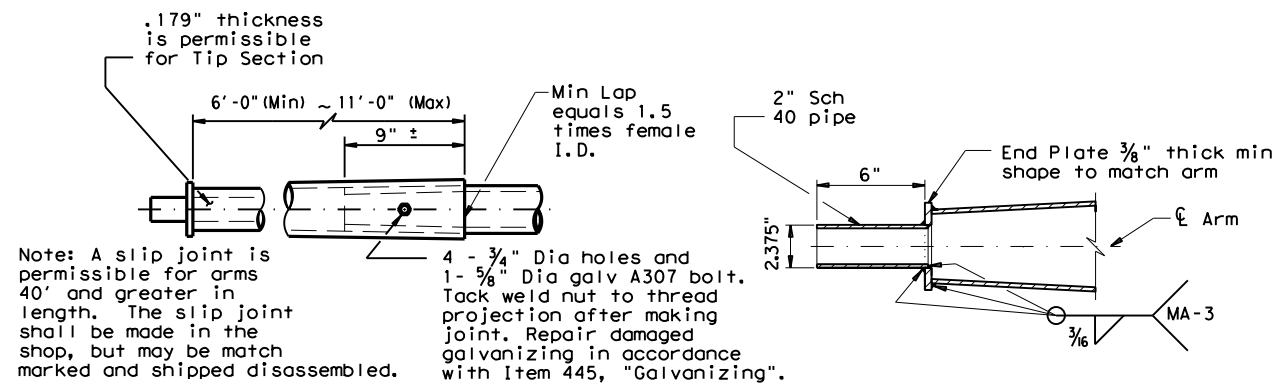 .179" thickness
is permissible
for Tip Section
6'-0" (Min) ~ 11'-0" (Max)
9" ±
Min Lap
equals 1.5
times female
I.D.
Note: A slip joint is
permissible for arms
40' and greater in
length. The slip joint
shall be made in the
shop, but may be match
marked and shipped disassembled.
4 - ¾" Dia holes and
1- ⅝" Dia galv A307 bolt.
Tack weld nut to thread
projection after making
joint. Repair damaged
galvanizing in accordance
with Item 445, "Galvanizing".
2" Sch
40 pipe
6"
2.375"
End Plate ⅜" thick min
shape to match arm
℄ Arm
3/16
MA-3